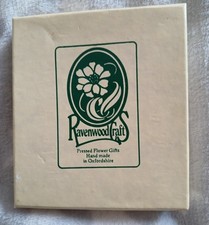 Ravenwood Crafts
Pressed Flower Gifts
Hand made
in Oxfordshire